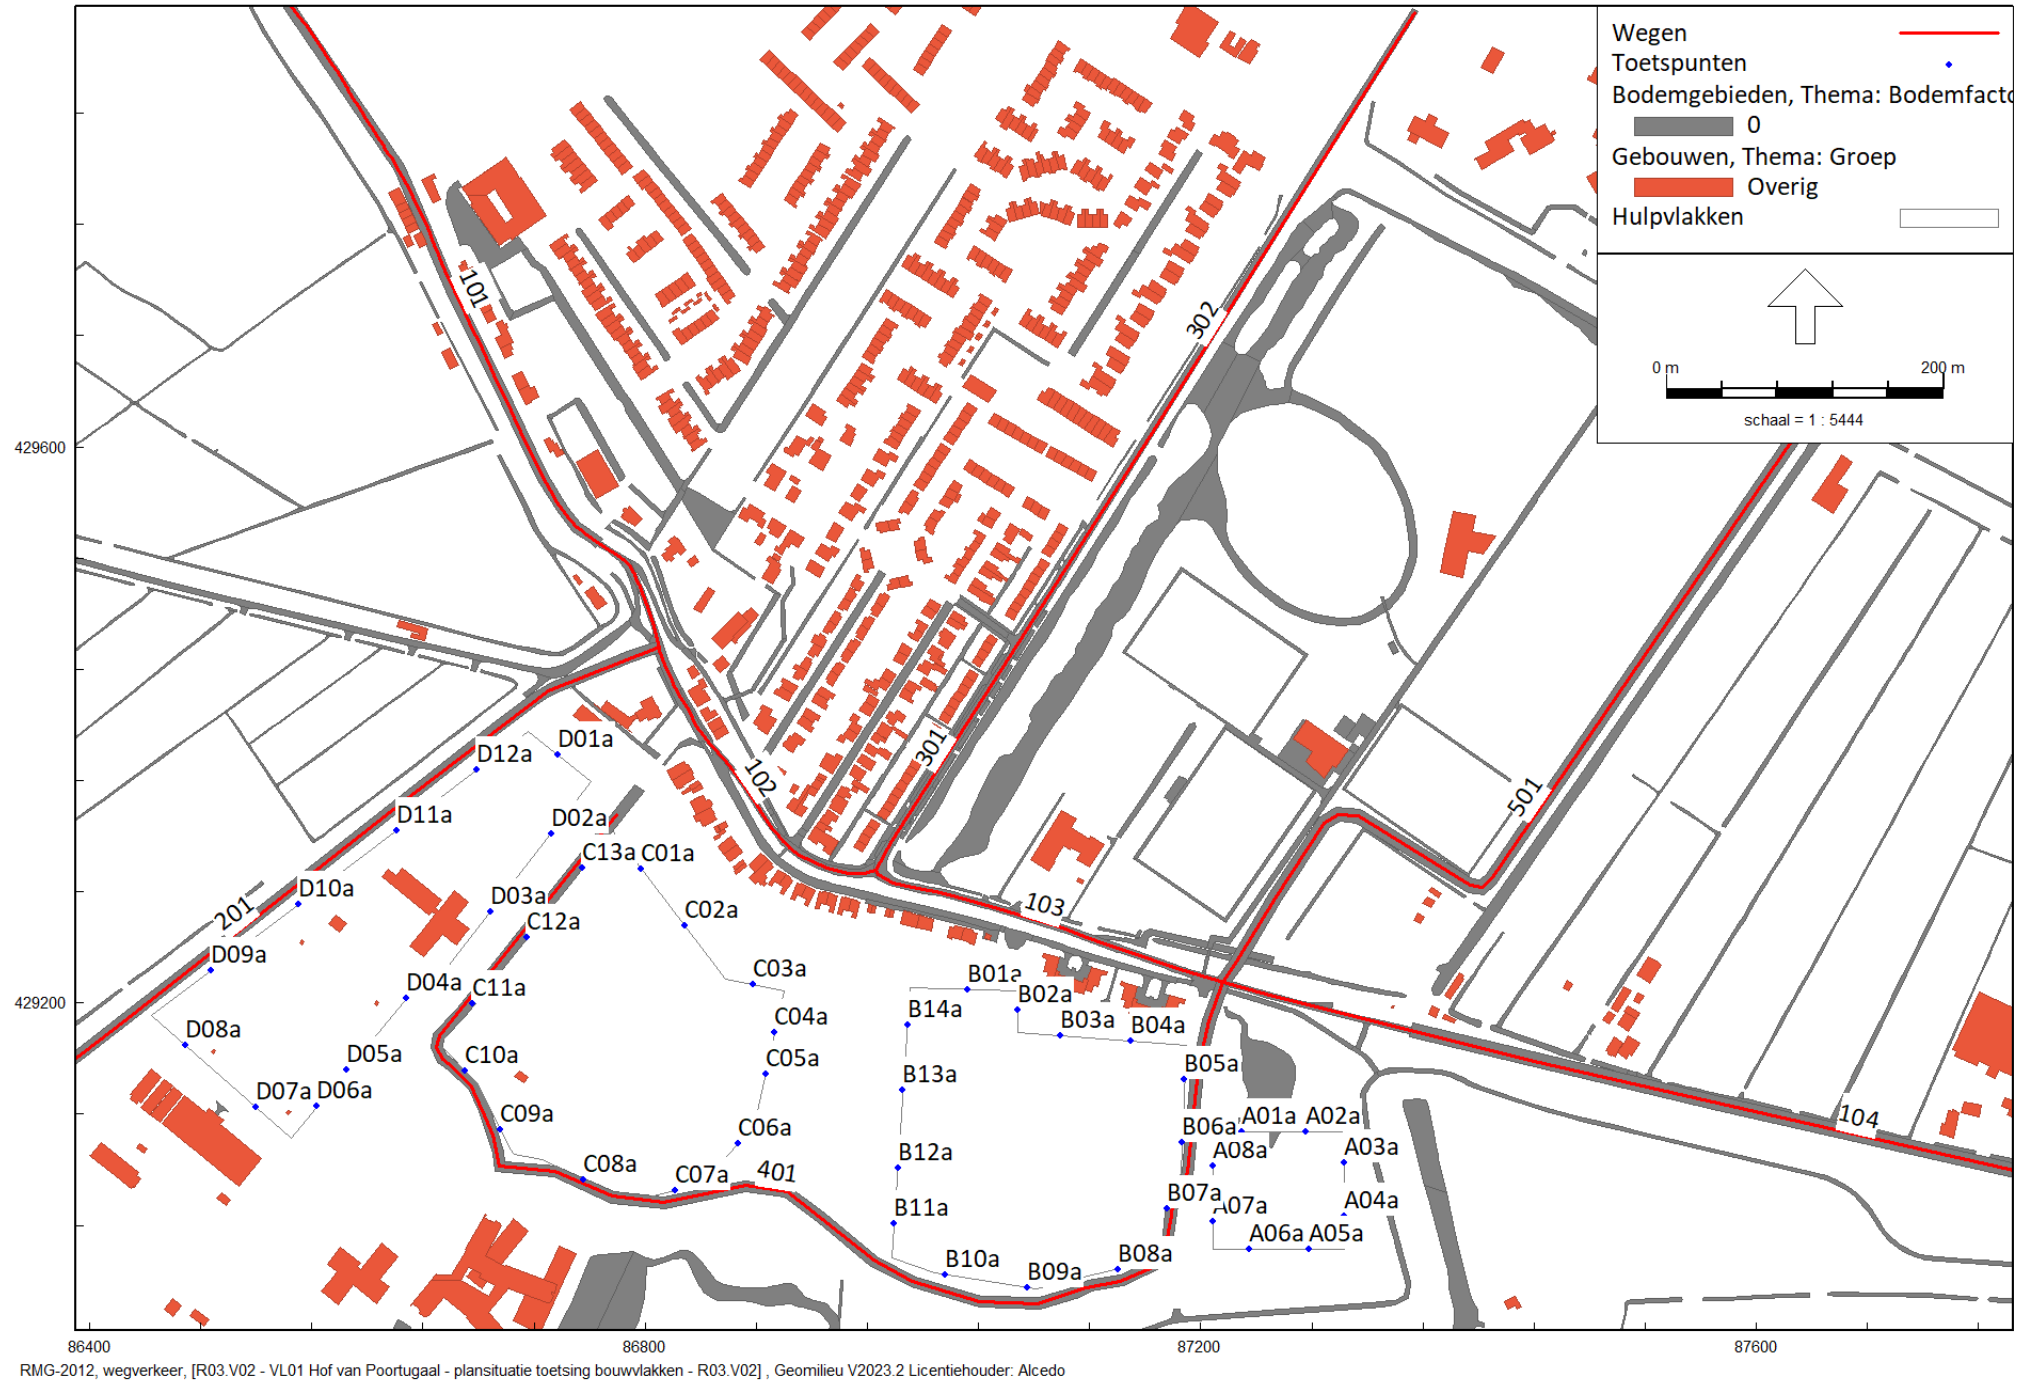 Wegen
Toetspunten
Bodemgebieden, Thema: Bodemfacto
0
Gebouwen, Thema: Groep
Overig
Hulpvlakken
0 m 200 m
schaal = 1 : 5444
101
302
429600
501
301
102
D01a
D12a
D11a
D02a
C13a C01a
D10a
D03a
201
C02a
C12a
103
D09a
C03a
B01a
D04a C11a
B02a
429200
B14a
C04a
B03a B04a
D08a
D05a
C10a
C05a
B05a
B13a
D07a D06a
C09a
C06a
B06a A01a A02a
104
B12a
A08a
A03a
C08a
C07a
401
B07a
A07a
A04a
B11a
A06a A05a
B10a
B09a
B08a
86400 86800 87200 87600
RMG-2012, wegverkeer, [R03.V02 - VL01 Hof van Poortugaal - plansituatie toetsing bouwvlakken - R03.V02] , Geomilieu V2023.2 Licentiehouder: Alcedo